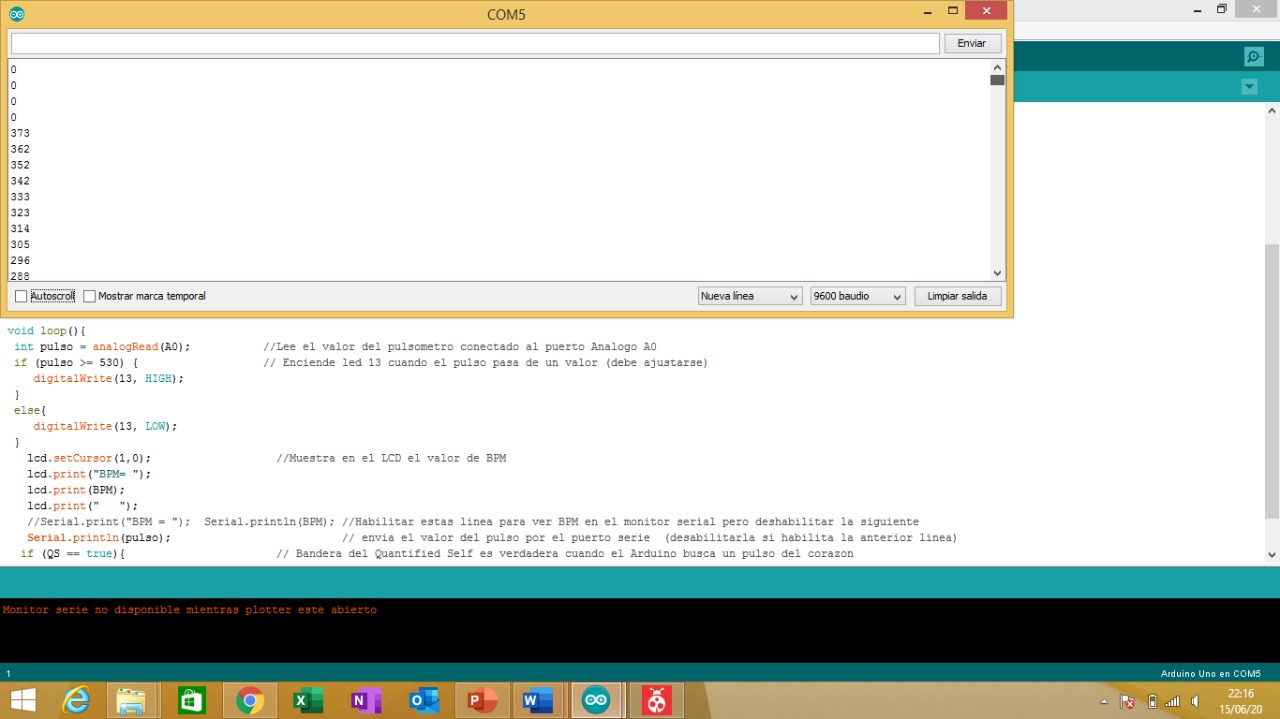 COM5
Enviar
0
0
0
0
373
362
352
342
333
323
314
305
296
288
Autoscroll Mostrar marca temporal Nueva línea 9600 baudio Limpiar salida
void loop(){
int pulso = analogRead(A0); //Lee el valor del pulsometro conectado al puerto Analogo A0
if (pulso >= 530) { // Enciende led 13 cuando el pulso pasa de un valor (debe ajustarse)
digitalWrite(13, HIGH);
}
else{
digitalWrite(13, LOW);
}
lcd.setCursor(1,0); //Muestra en el LCD el valor de BPM
lcd.print("BPM= ");
lcd.print(BPM);
lcd.print("   ");
//Serial.print("BPM = ");  Serial.println(BPM); //Habilitar estas linea para ver BPM en el monitor serial pero deshabilitar la siguiente
Serial.println(pulso); // envia el valor del pulso por el puerto serie  (desabilitarla si habilita la anterior linea)
if (QS == true){ // Bandera del Quantified Self es verdadera cuando el Arduino busca un pulso del corazon
Monitor serie no disponible mientras plotter este abierto
1 Arduino Uno en COM5
22:16
15/06/20